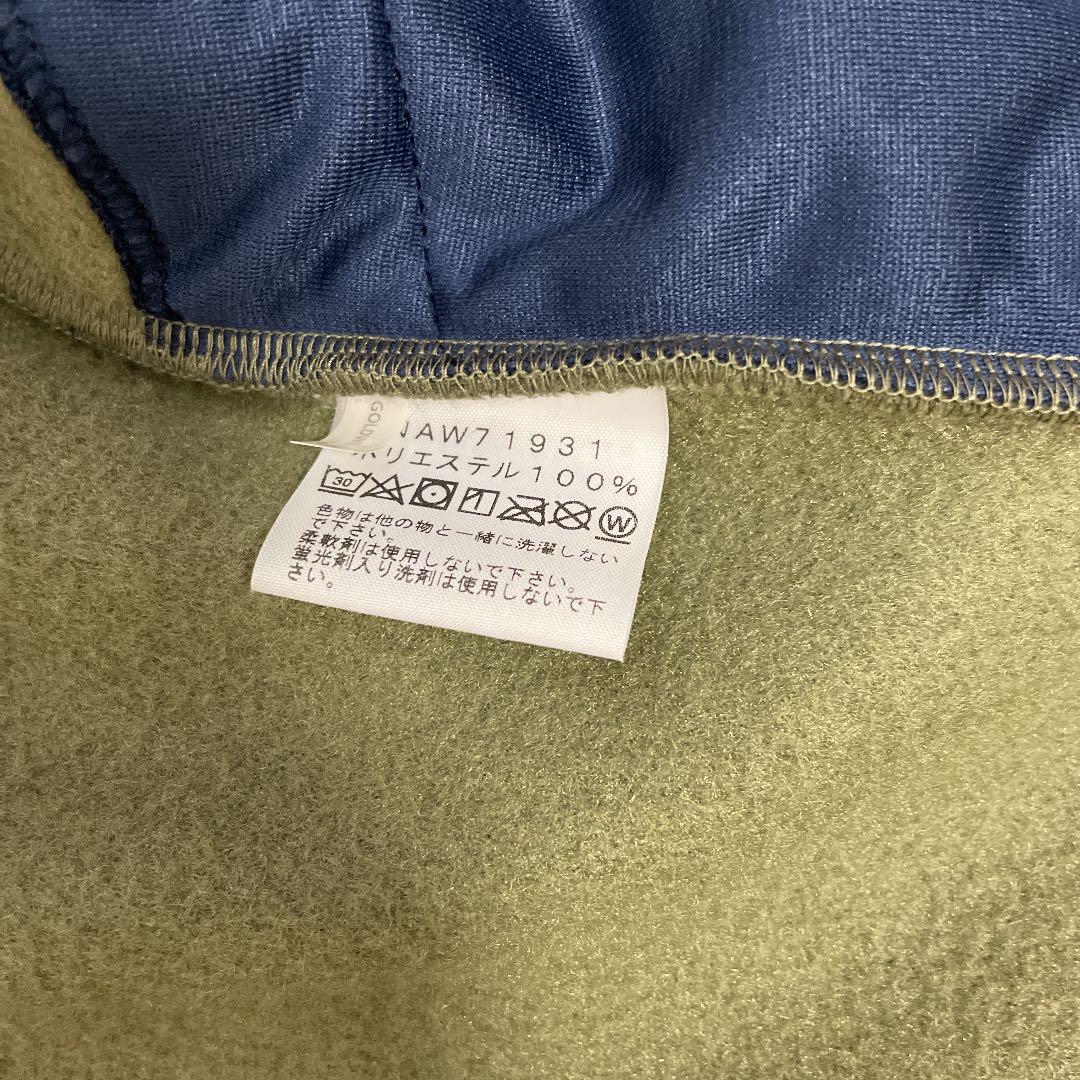 GOLDW
NAW71931
ポリエステル100%
30 W
色物は他の物と一緒に洗濯しない
で下さい。
柔軟剤は使用しないで下さい。
蛍光剤入り洗剤は使用しないで下
さい。